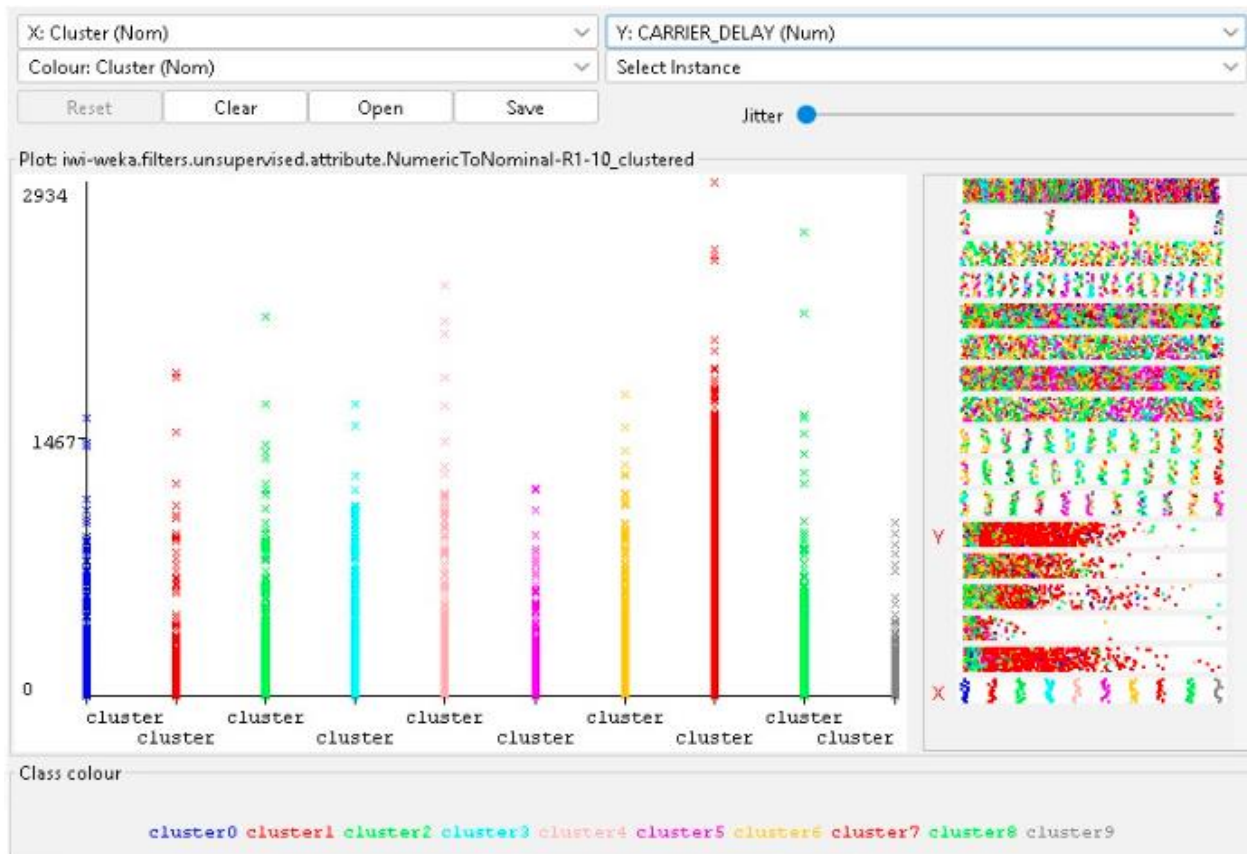 X: Cluster (Nom) Y: CARRIER_DELAY (Num)
Colour: Cluster (Nom) Select Instance
Reset Clear Open Save Jitter
Plot: iwi-weka.filters.unsupervised.attribute.NumericToNominal-R1-10_clustered
2934
1467
Y
0
X
cluster cluster cluster cluster cluster
cluster cluster cluster cluster cluster
Class colour
cluster0 cluster1 cluster2 cluster3 cluster4 cluster5 cluster6 cluster7 cluster8 cluster9